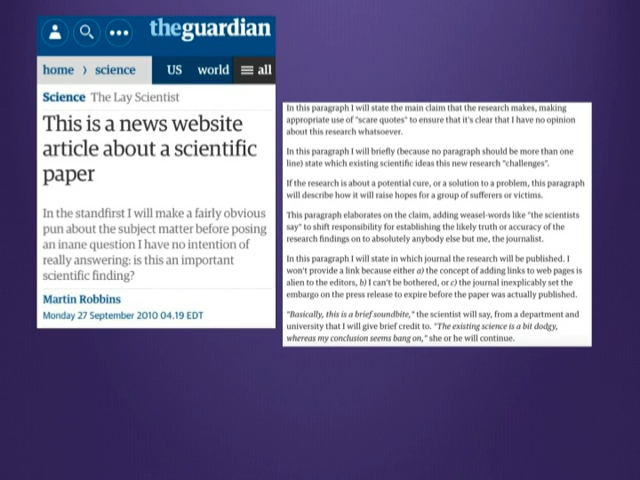 theguardian
home › science US world all
Science The Lay Scientist
This is a news website
article about a scientific
paper
In the standfirst I will make a fairly obvious
pun about the subject matter before posing
an inane question I have no intention of
really answering: is this an important
scientific finding?
Martin Robbins
Monday 27 September 2010 04.19 EDT
In this paragraph I will state the main claim that the research makes, making
appropriate use of "scare quotes" to ensure that it's clear that I have no opinion
about this research whatsoever.
In this paragraph I will briefly (because no paragraph should be more than one
line) state which existing scientific ideas this new research "challenges".
If the research is about a potential cure, or a solution to a problem, this paragraph
will describe how it will raise hopes for a group of sufferers or victims.
This paragraph elaborates on the claim, adding weasel-words like "the scientists
say" to shift responsibility for establishing the likely truth or accuracy of the
research findings on to absolutely anybody else but me, the journalist.
In this paragraph I will state in which journal the research will be published. I
won't provide a link because either a) the concept of adding links to web pages is
alien to the editors, b) I can't be bothered, or c) the journal inexplicably set the
embargo on the press release to expire before the paper was actually published.
"Basically, this is a brief soundbite," the scientist will say, from a department and
university that I will give brief credit to. "The existing science is a bit dodgy,
whereas my conclusion seems bang on," she or he will continue.